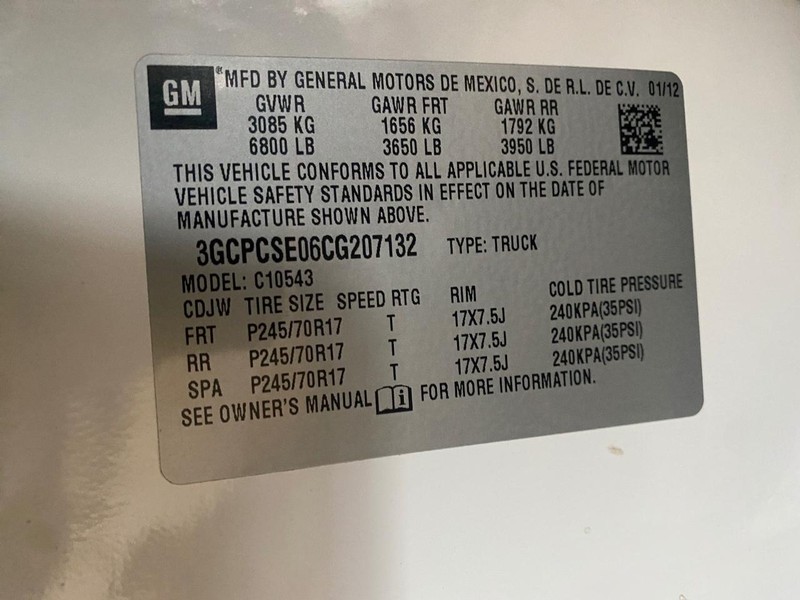 GM ® MFD BY GENERAL MOTORS DE MEXICO, S. DE R.L. DE C.V. 01/12
GVWR GAWR FRT GAWR RR
3085 KG 1656 KG 1792 KG
6800 LB 3650 LB 3950 LB
THIS VEHICLE CONFORMS TO ALL APPLICABLE U.S. FEDERAL MOTOR
VEHICLE SAFETY STANDARDS IN EFFECT ON THE DATE OF
MANUFACTURE SHOWN ABOVE.
3GCPCSE06CG207132 TYPE: TRUCK
MODEL: C10543
CDJW TIRE SIZE SPEED RTG RIM COLD TIRE PRESSURE
FRT P245/70R17 T 17X7.5J 240KPA(35PSI)
RR P245/70R17 T 17X7.5J 240KPA(35PSI)
SPA P245/70R17 T 17X7.5J 240KPA(35PSI)
SEE OWNER'S MANUAL i FOR MORE INFORMATION.